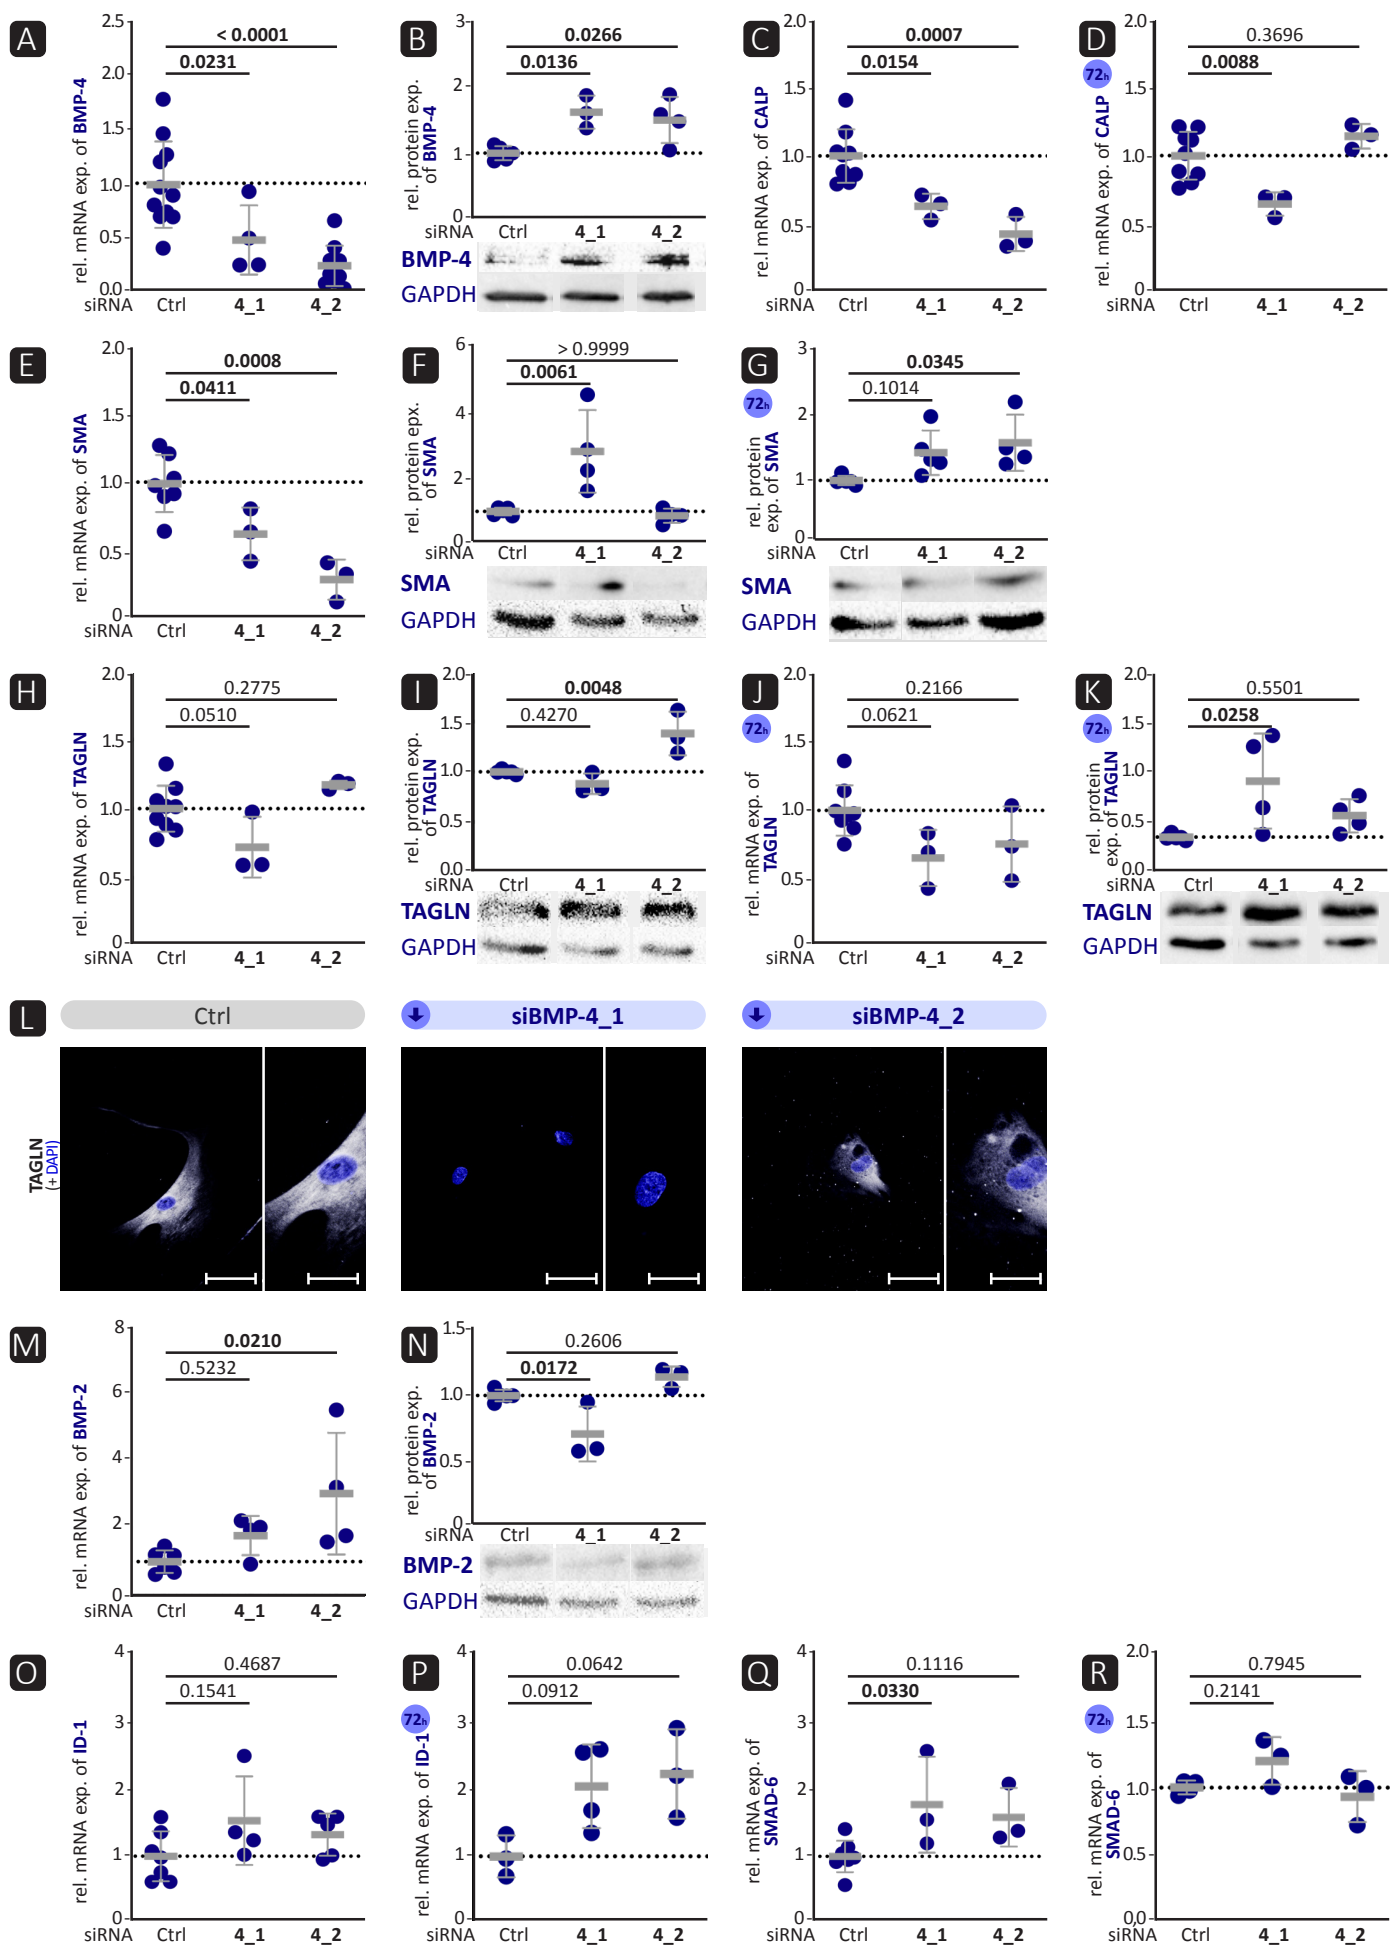 A
rel. mRNA exp. of BMP-4
2.5
2.0
1.5
1.0
0.5
0.0
< 0.0001
0.0231
siRNA Ctrl 4_1 4_2
B
rel. protein exp.
of BMP-4
3
2
1
0
0.0266
0.0136
siRNA Ctrl 4_1 4_2
BMP-4
GAPDH
C
re.l mRNA exp. of CALP
2.0
1.5
1.0
0.5
0
0.0007
0.0154
siRNA Ctrl 4_1 4_2
D
72h
rel. mRNA exp. of CALP
2.0
1.5
1.0
0.5
0
0.3696
0.0088
siRNA Ctrl 4_1 4_2
E
rel. mRNA exp. of SMA
2.0
1.5
1.0
0.5
0
0.0008
0.0411
siRNA Ctrl 4_1 4_2
F
rel. protein epx.
of SMA
6
4
2
0
> 0.9999
0.0061
siRNA Ctrl 4_1 4_2
SMA
GAPDH
G
72h
rel. protein
exp. of SMA
3
2
1
0
0.0345
0.1014
siRNA Ctrl 4_1 4_2
SMA
GAPDH
H
rel. mRNA exp. of TAGLN
2.0
1.5
1.0
0.5
0
0.2775
0.0510
siRNA Ctrl 4_1 4_2
I
rel. protein exp.
of TAGLN
2.0
1.5
1.0
0.5
0.0
0.0048
0.4270
siRNA Ctrl 4_1 4_2
TAGLN
GAPDH
J
72h
rel. mRNA exp. of
TAGLN
2.0
1.5
1.0
0.5
0
0.2166
0.0621
siRNA Ctrl 4_1 4_2
K
72h
rel. protein
exp. of TAGLN
2.0
1.5
1.0
0.5
0.0
0.5501
0.0258
siRNA Ctrl 4_1 4_2
TAGLN
GAPDH
L
Ctrl
siBMP-4_1
siBMP-4_2
TAGLN
(+ DAPI)
M
rel. mRNA exp. of BMP-2
8
6
4
2
0
0.0210
0.5232
siRNA Ctrl 4_1 4_2
N
rel. protein exp.
of BMP-2
1.5
1.0
0.5
0
0.2606
0.0172
siRNA Ctrl 4_1 4_2
BMP-2
GAPDH
O
rel. mRNA exp. of ID-1
4
3
2
1
0
0.4687
0.1541
siRNA Ctrl 4_1 4_2
P
72h
rel. mRNA exp. of ID-1
4
3
2
1
0
0.0642
0.0912
siRNA Ctrl 4_1 4_2
Q
rel. mRNA exp. of
SMAD-6
4
3
2
1
0
0.1116
0.0330
siRNA Ctrl 4_1 4_2
R
72h
rel. mRNA exp. of
SMAD-6
2.0
1.5
1.0
0.5
0,0
0.7945
0.2141
siRNA Ctrl 4_1 4_2